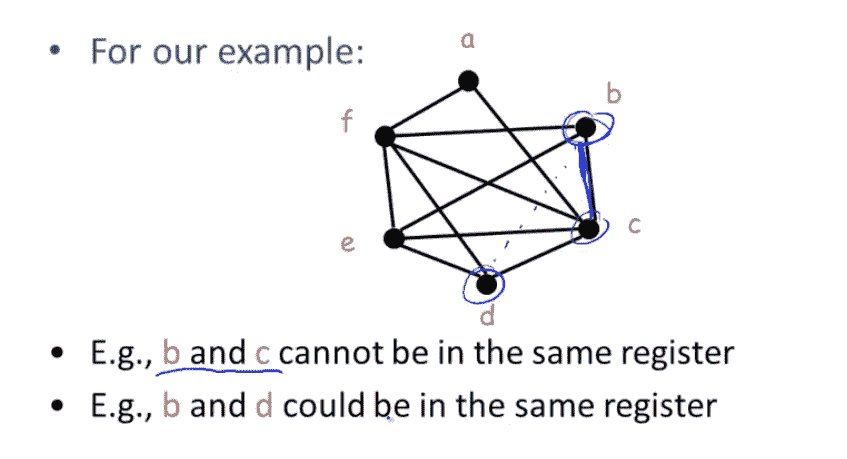 • For our example:
a
b
f
c
e
d
• E.g., b and c cannot be in the same register
• E.g., b and d could be in the same register